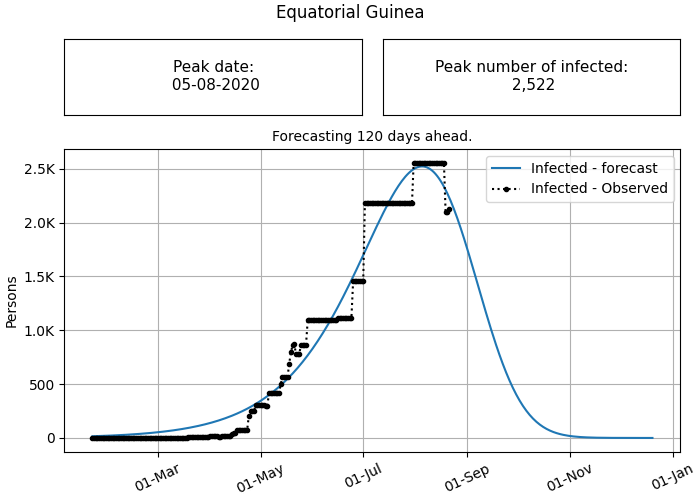 Equatorial Guinea
Peak date:
05-08-2020
Peak number of infected:
2,522
Forecasting 120 days ahead.
Infected - forecast
Infected - Observed
Persons
2.5K
2.0K
1.5K
1.0K
500
0
01-Mar
01-May
01-Jul
01-Sep
01-Nov
01-Jan